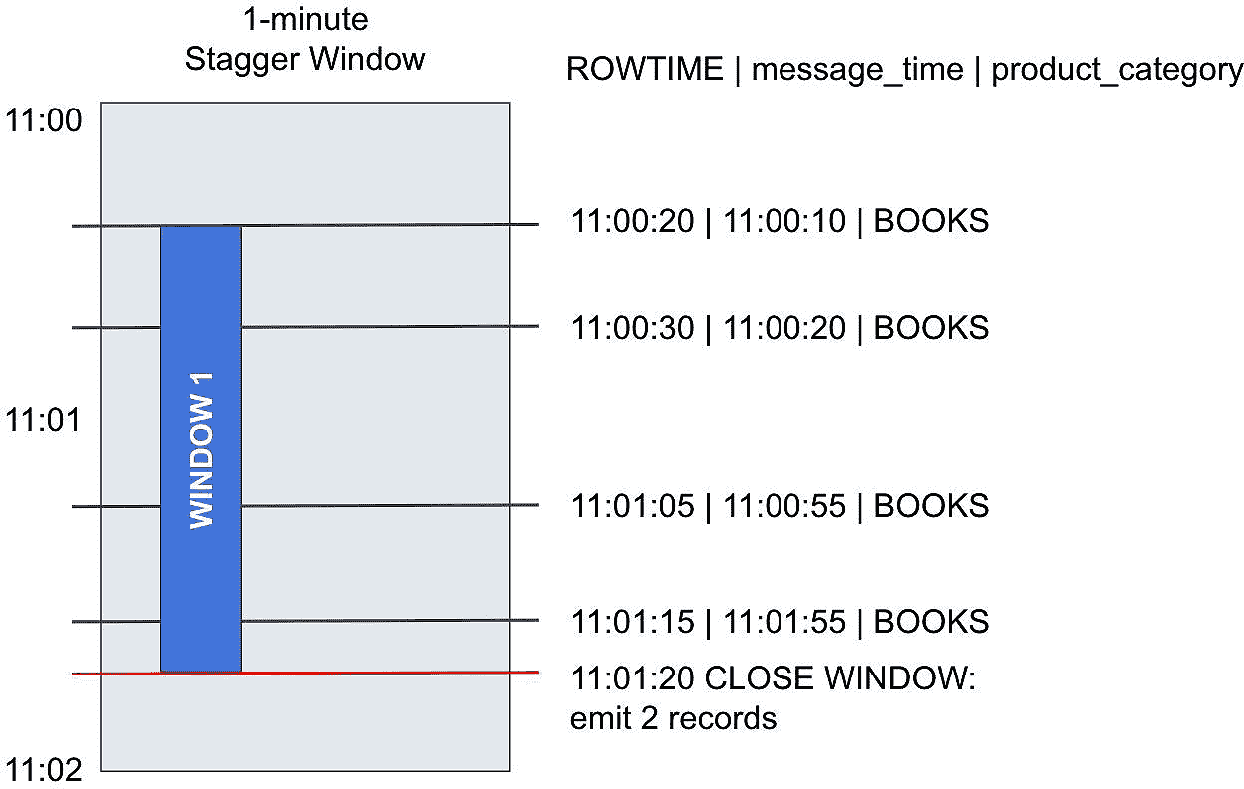 1-minute
Stagger Window
ROWTIME | message_time | product_category
11:00
11:00:20 | 11:00:10 | BOOKS
11:00:30 | 11:00:20 | BOOKS
11:01
WINDOW 1
11:01:05 | 11:00:55 | BOOKS
11:01:15 | 11:01:55 | BOOKS
11:01:20 CLOSE WINDOW:
emit 2 records
11:02